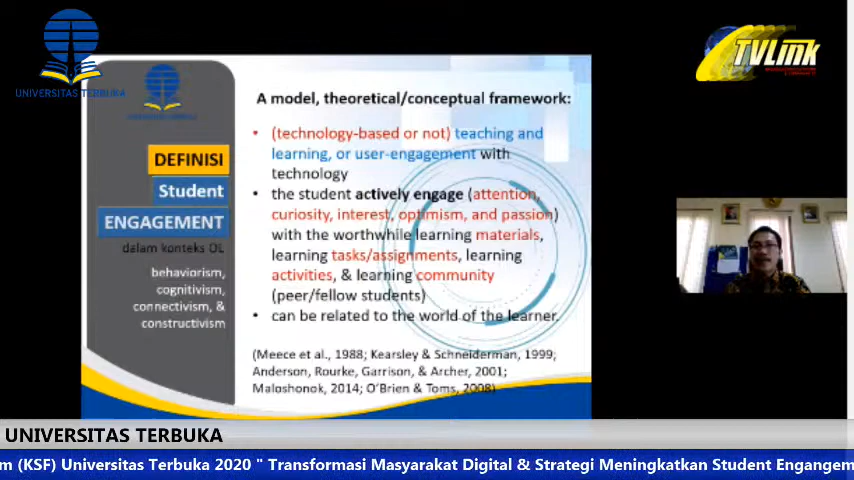 UNIVERSITAS TERBUKA
TVLink
DEFINISI
Student
ENGAGEMENT
dalam konteks OL
behaviorism,
cognitivism,
connectivism, &
constructivism
A model, theoretical/conceptual framework:
• (technology-based or not) teaching and
learning, or user-engagement with
technology
• the student actively engage (attention,
curiosity, interest, optimism, and passion)
with the worthwhile learning materials,
learning tasks/assignments, learning
activities, & learning community
(peer/fellow students)
• can be related to the world of the learner.
(Meece et al., 1988; Kearsley & Schneiderman, 1999;
Anderson, Rourke, Garrison, & Archer, 2001;
Maloshonok, 2014; O'Brien & Toms, 2008)
UNIVERSITAS TERBUKA
m (KSF) Universitas Terbuka 2020 " Transformasi Masyarakat Digital & Strategi Meningkatkan Student Engangem